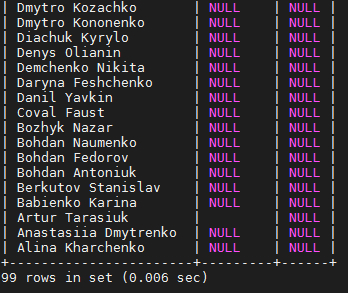 | Dmytro Kozachko | NULL | NULL |
| Dmytro Kononenko | NULL | NULL |
| Diachuk Kyrylo | NULL | NULL |
| Denys Olianin | NULL | NULL |
| Demchenko Nikita | NULL | NULL |
| Daryna Feshchenko | NULL | NULL |
| Danil Yavkin | NULL | NULL |
| Coval Faust | NULL | NULL |
| Bozhyk Nazar | NULL | NULL |
| Bohdan Naumenko | NULL | NULL |
| Bohdan Fedorov | NULL | NULL |
| Bohdan Antoniuk | NULL | NULL |
| Berkutov Stanislav | NULL | NULL |
| Babienko Karina | NULL | NULL |
| Artur Tarasiuk | | NULL |
| Anastasiia Dmytrenko | NULL | NULL |
| Alina Kharchenko | NULL | NULL |
+-----------------------+---------+------+
99 rows in set (0.006 sec)